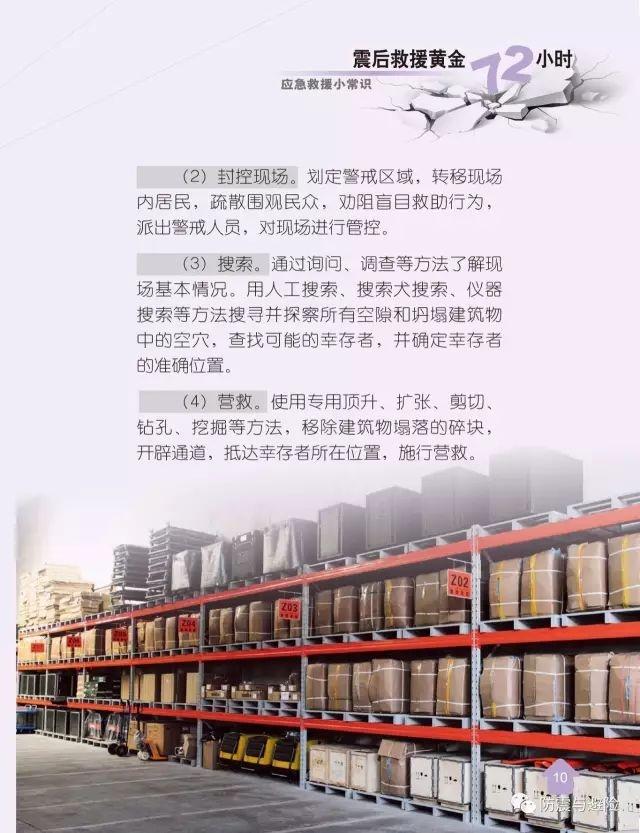 震后救援黄金72小时
应急救援小常识
（2）封控现场。划定警戒区域，转移现场
内居民，疏散围观民众，劝阻盲目救助行为，
派出警戒人员，对现场进行管控。
（3）搜索。通过询问、调查等方法了解现
场基本情况。用人工搜索、搜索犬搜索、仪器
搜索等方法搜寻并探察所有空隙和坍塌建筑物
中的空穴，查找可能的幸存者，并确定幸存者
的准确位置。
（4）营救。使用专用顶升、扩张、剪切、
钻孔、挖掘等方法，移除建筑物塌落的碎块，
开辟通道，抵达幸存者所在位置，施行营救。
Z02
Z03
Z04
10
防震与避险